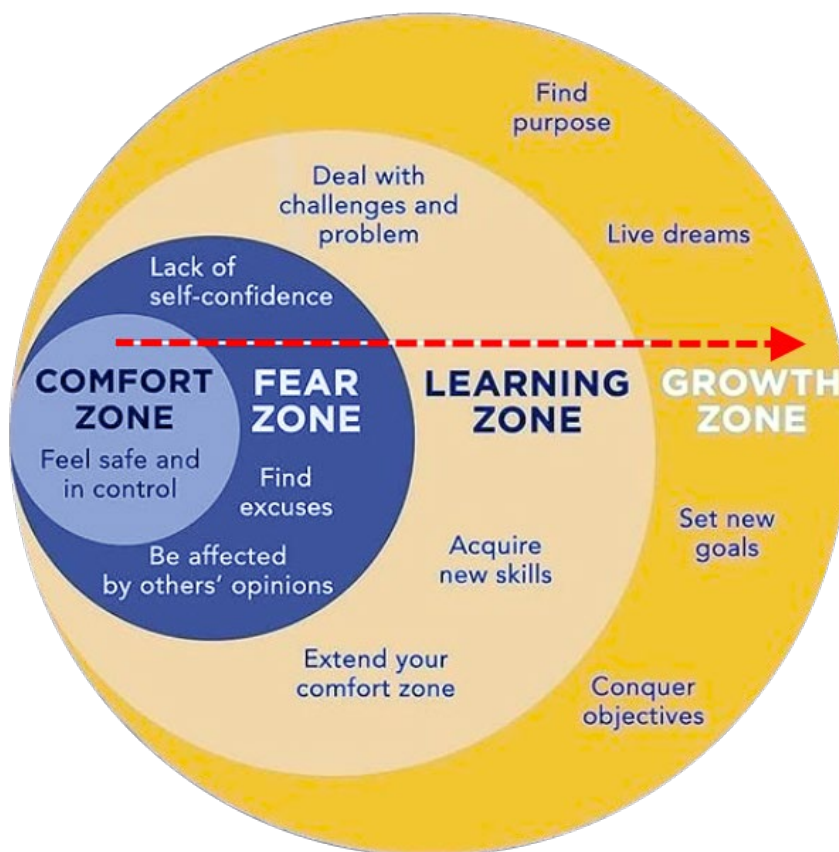 Find
purpose
Deal with
challenges and
problem
Live dreams
Lack of
self-confidence
COMFORT
ZONE
Feel safe and
in control
FEAR
ZONE
Find
excuses
Be affected
by others’ opinions
LEARNING
ZONE
Acquire
new skills
Extend your
comfort zone
GROWTH
ZONE
Set new
goals
Conquer
objectives